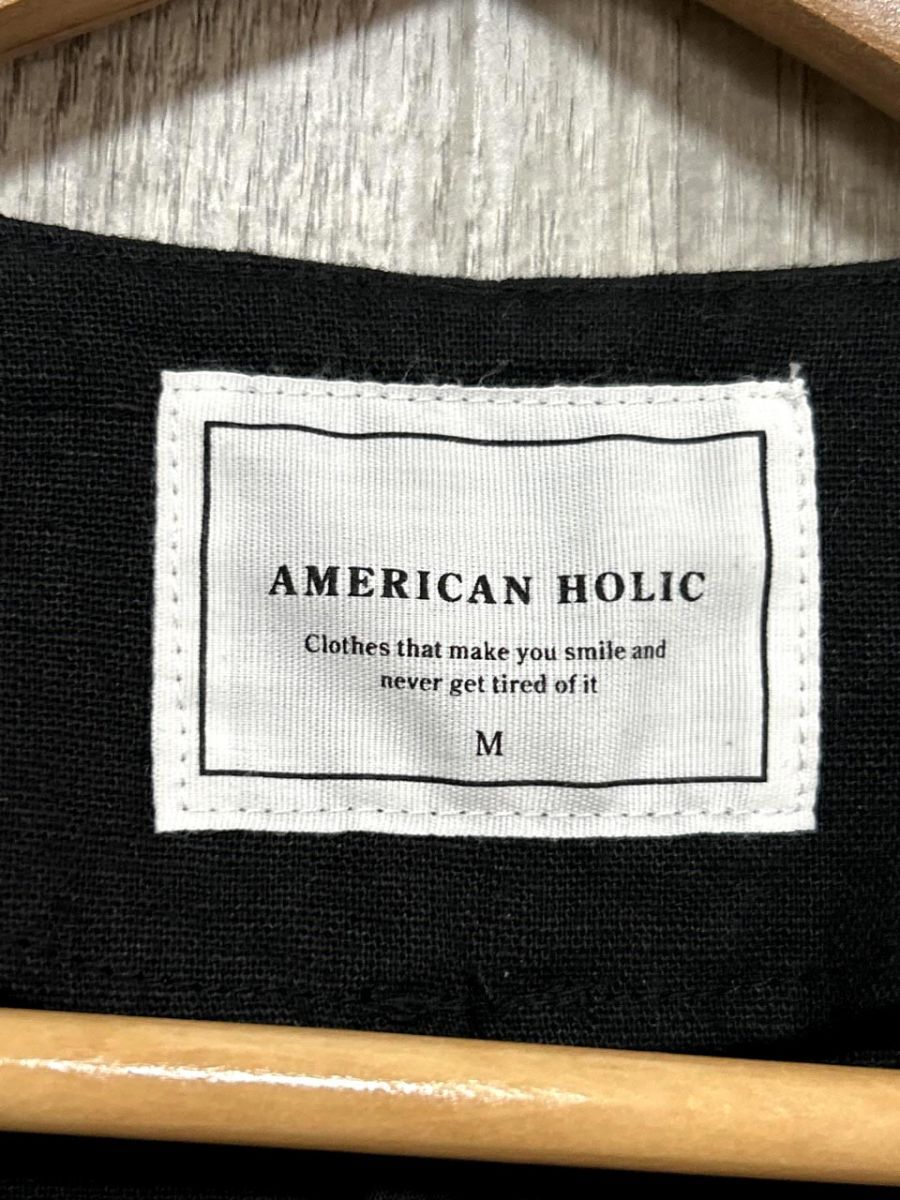 AMERICAN HOLIC
Clothes that make you smile and
never get tired of it
M